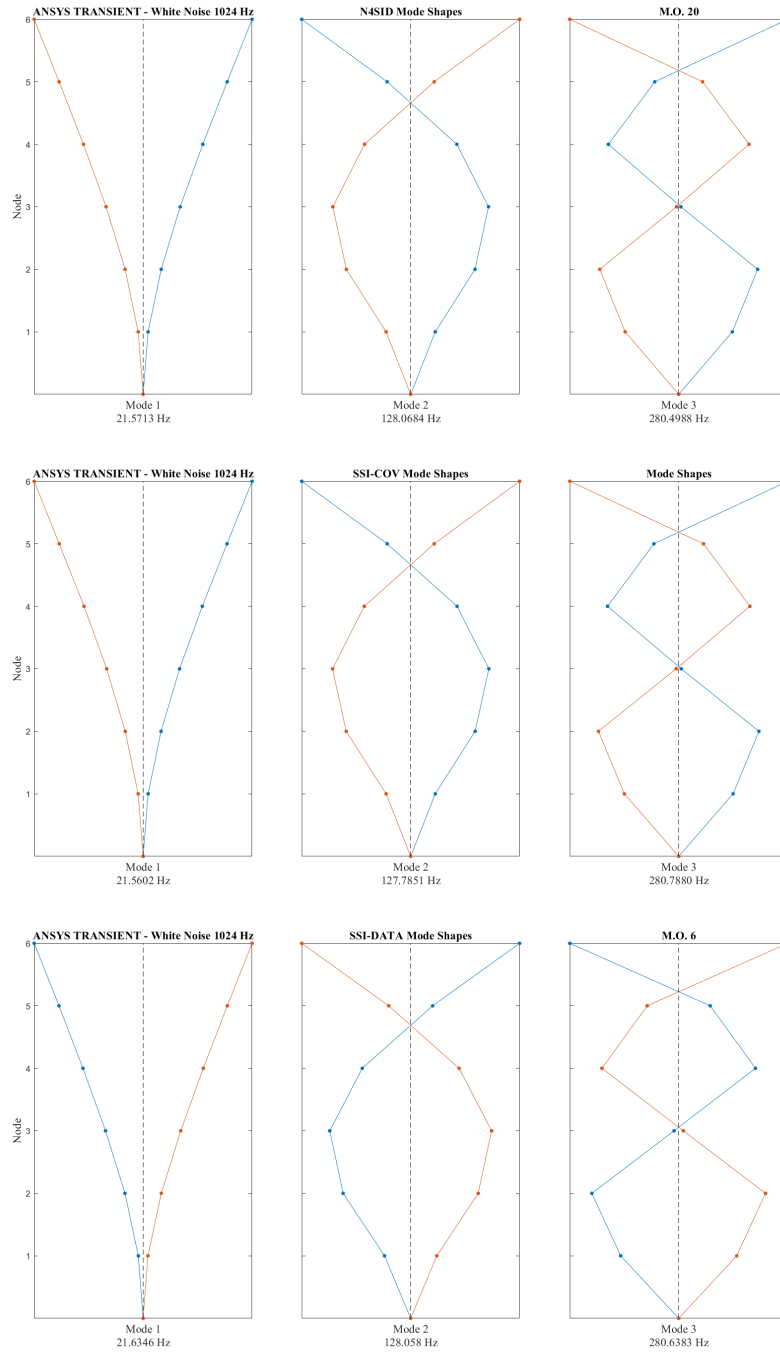 ANSYS TRANSIENT - White Noise 1024 Hz
N4SID Mode Shapes
M.O. 20
6
5
4
3
2
1
Node
Mode 1
21.5713 Hz
Mode 2
128.0684 Hz
Mode 3
280.4988 Hz
ANSYS TRANSIENT - White Noise 1024 Hz
SSI-COV Mode Shapes
Mode Shapes
6
5
4
3
2
1
Node
Mode 1
21.5602 Hz
Mode 2
127.7851 Hz
Mode 3
280.7880 Hz
ANSYS TRANSIENT - White Noise 1024 Hz
SSI-DATA Mode Shapes
M.O. 6
6
5
4
3
2
1
Node
Mode 1
21.6346 Hz
Mode 2
128.058 Hz
Mode 3
280.6383 Hz